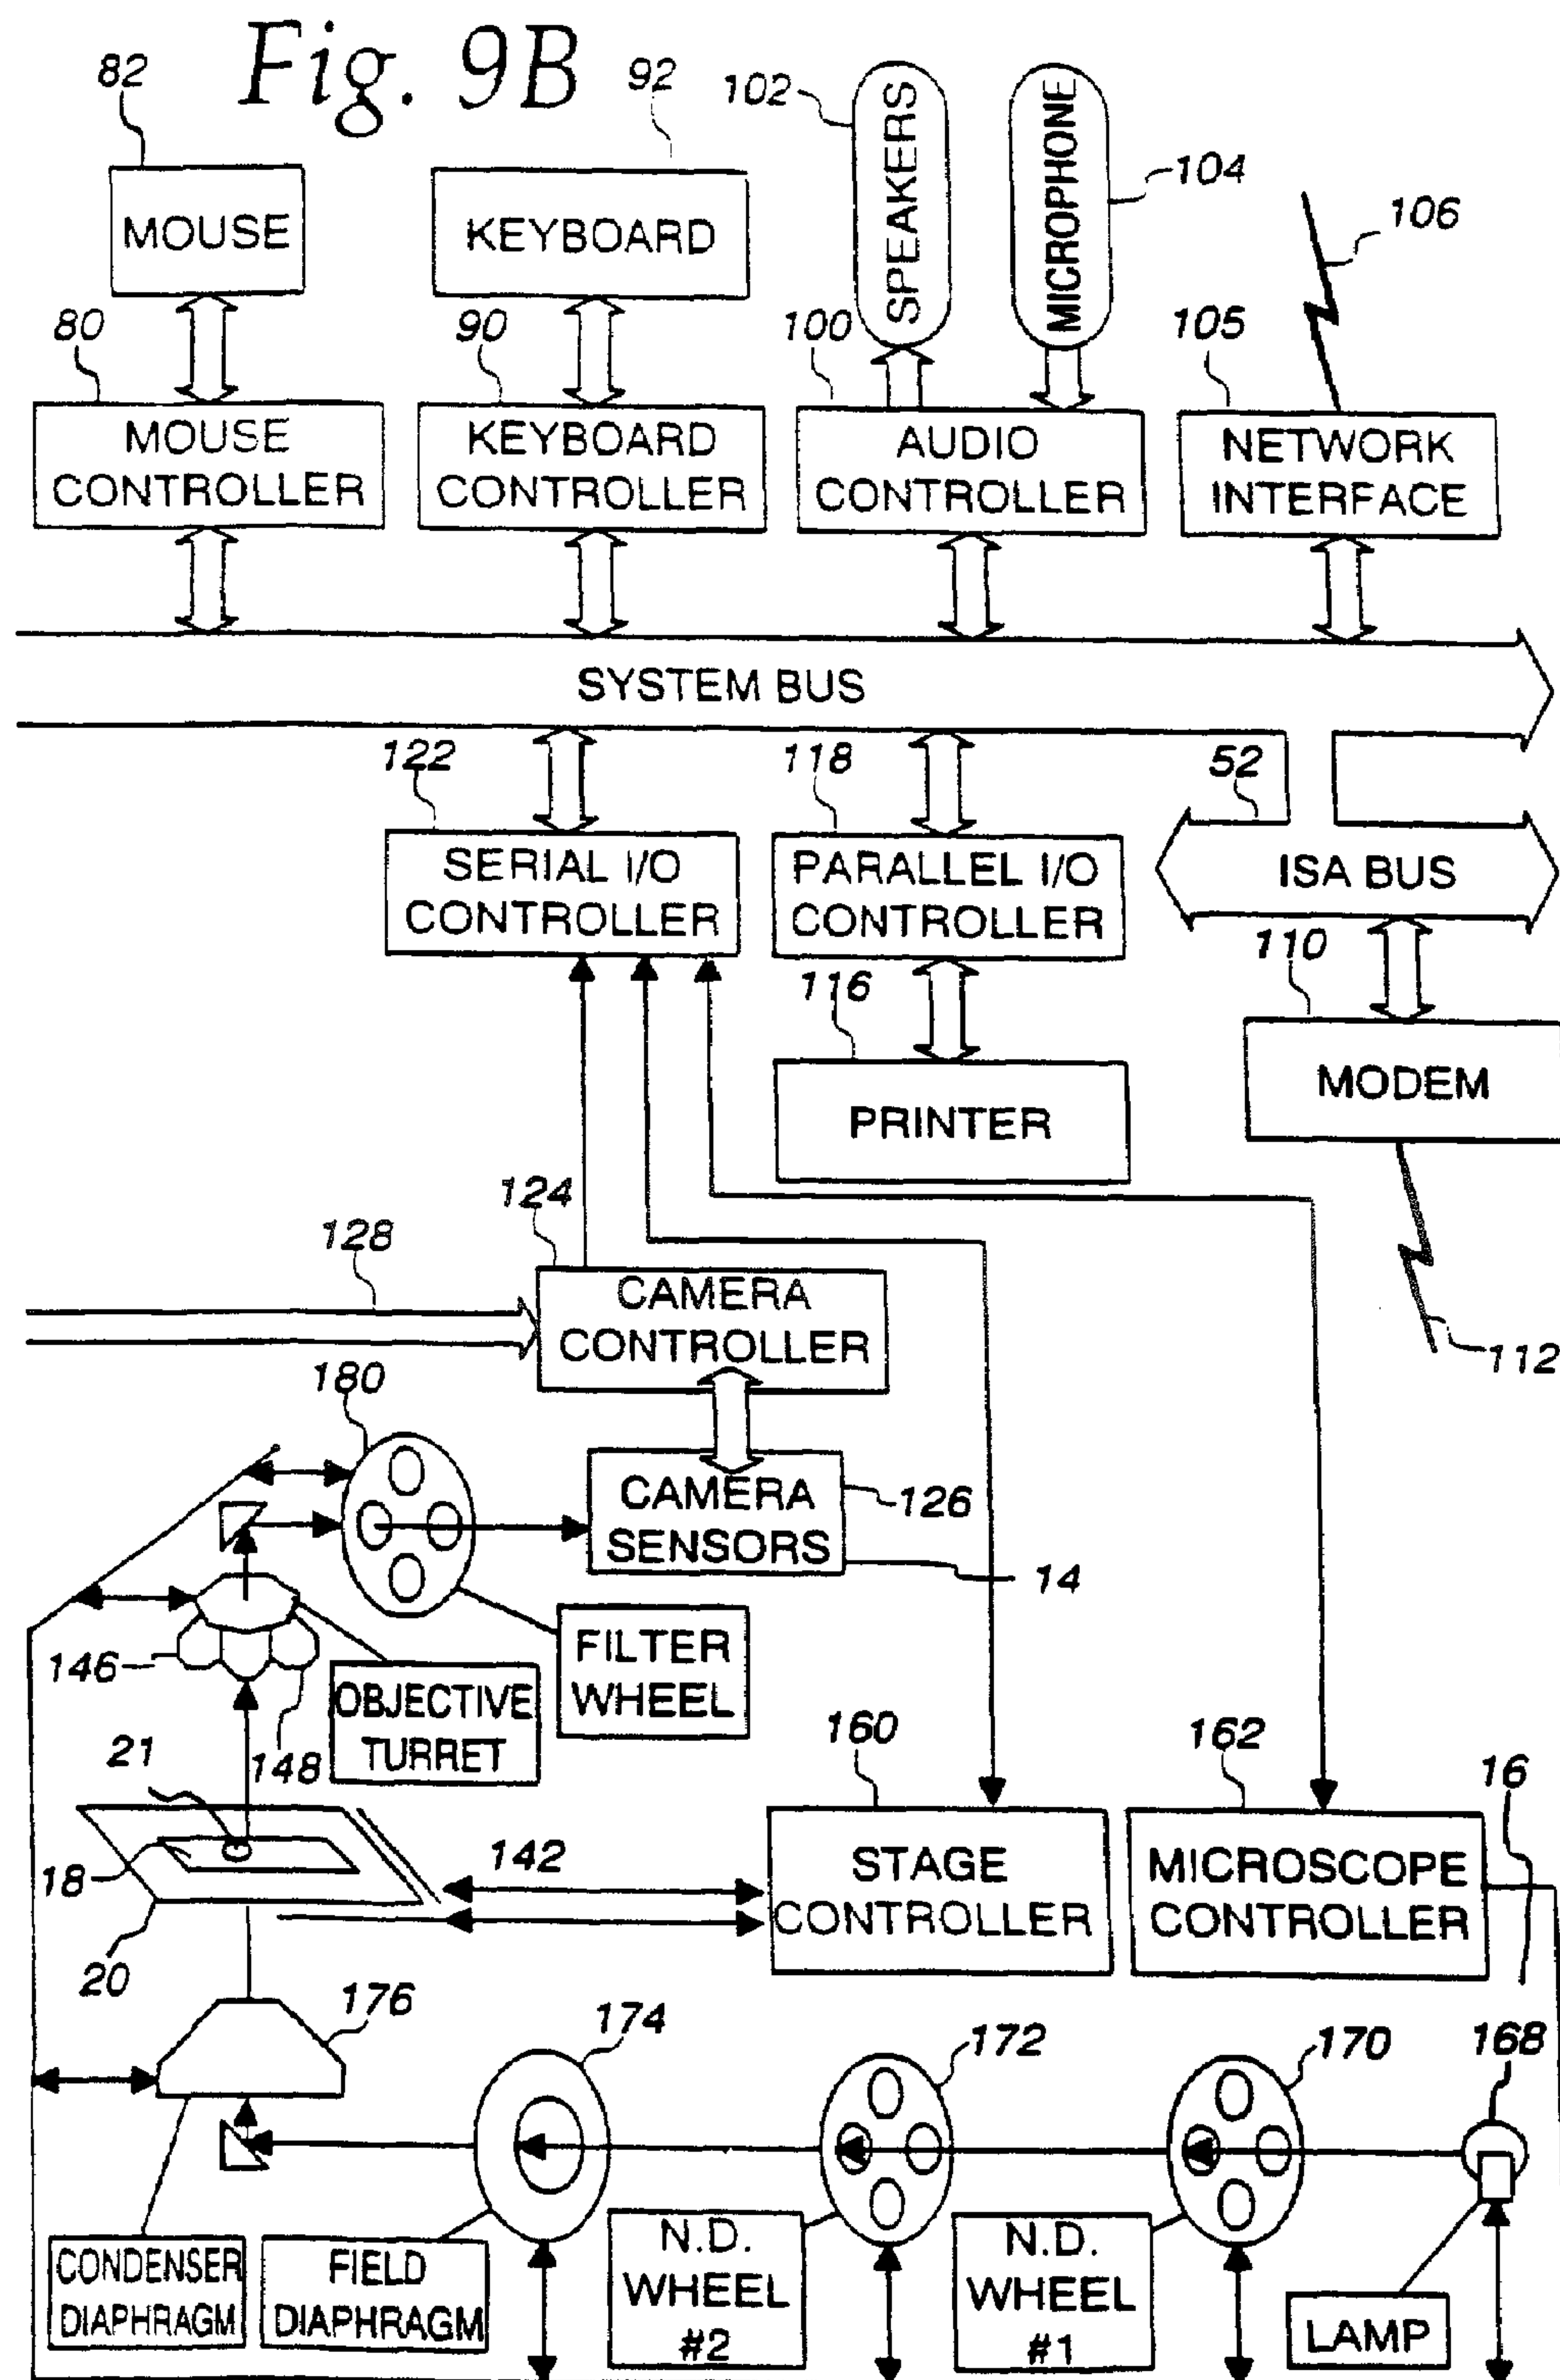 Fig. 9B
82
92
102
SPEAKERS
MICROPHONE
104
106
MOUSE
KEYBOARD
80
90
100
105
MOUSE
CONTROLLER
KEYBOARD
CONTROLLER
AUDIO
CONTROLLER
NETWORK
INTERFACE
SYSTEM BUS
122
118
52
SERIAL I/O
CONTROLLER
PARALLEL I/O
CONTROLLER
ISA BUS
110
116
PRINTER
MODEM
124
128
CAMERA
CONTROLLER
112
180
CAMERA
SENSORS
126
14
146
148
FILTER
WHEEL
OBJECTIVE
TURRET
21
160
162
16
18
142
STAGE
CONTROLLER
MICROSCOPE
CONTROLLER
20
176
174
172
170
168
CONDENSER
DIAPHRAGM
FIELD
DIAPHRAGM
N.D.
WHEEL
#2
N.D.
WHEEL
#1
LAMP